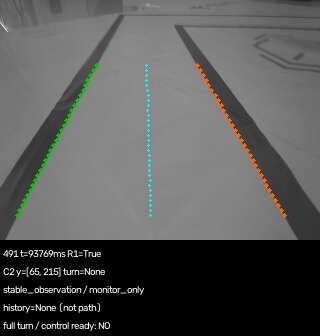 491 t=93769ms R1=True
C2 y=[65, 215] turn=None
stable_observation / monitor_only
history=None (not path)
full turn / control ready: NO